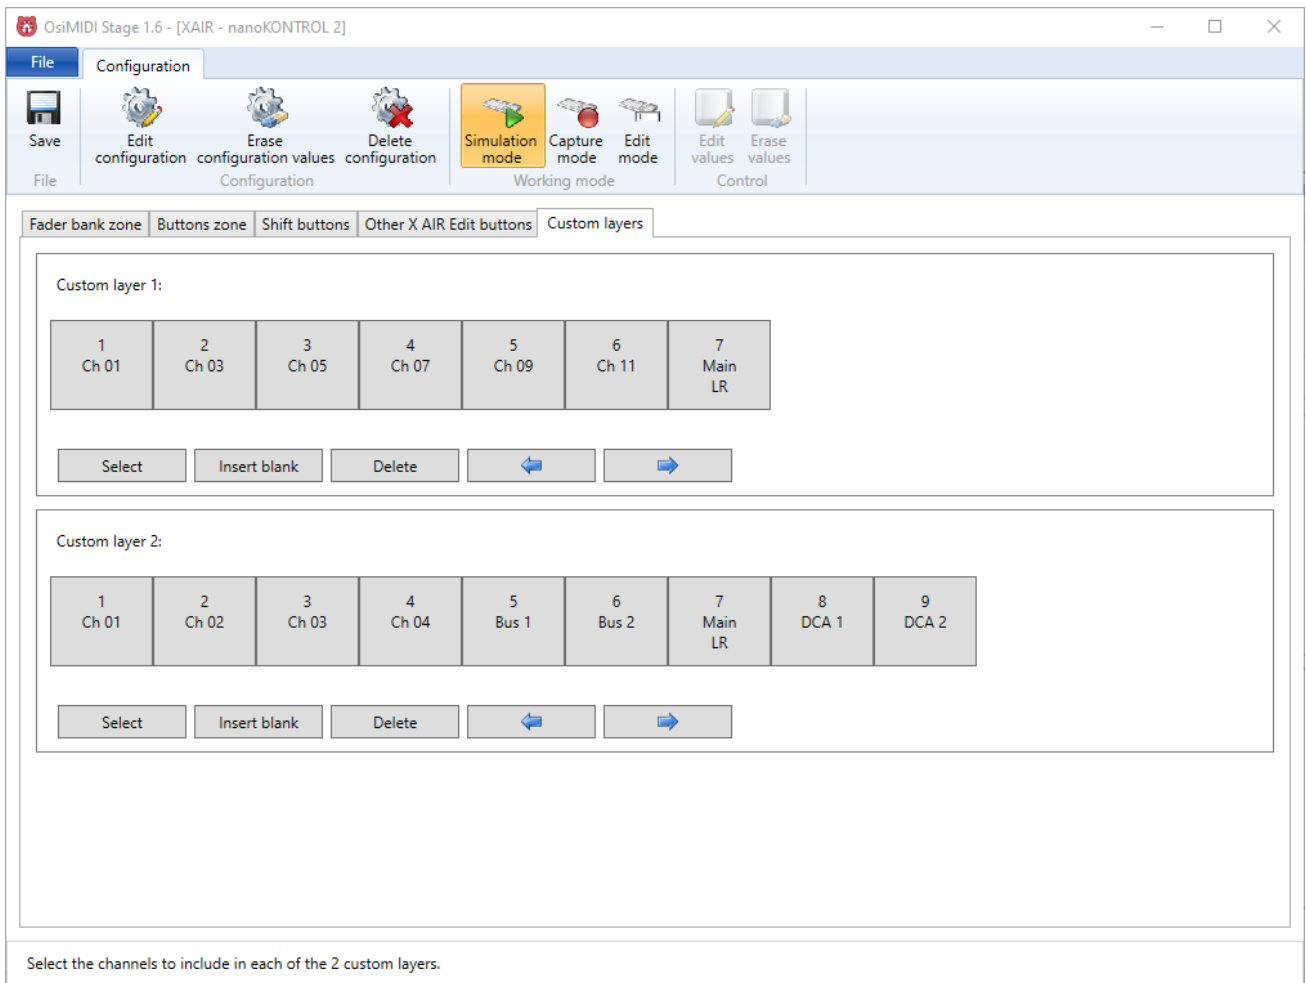 OsiMIDI Stage 1.6 - [XAIR - nanoKONTROL 2]
File
Configuration
Save
Edit
configuration
Erase
configuration values
Delete
configuration
Simulation
mode
Capture
mode
Edit
mode
Edit
values
Erase
values
File
Configuration
Working mode
Control
Fader bank zone
Buttons zone
Shift buttons
Other X AIR Edit buttons
Custom layers
Custom layer 1:
1
Ch 01
2
Ch 03
3
Ch 05
4
Ch 07
5
Ch 09
6
Ch 11
7
Main
LR
Select
Insert blank
Delete
Custom layer 2:
1
Ch 01
2
Ch 02
3
Ch 03
4
Ch 04
5
Bus 1
6
Bus 2
7
Main
LR
8
DCA 1
9
DCA 2
Select
Insert blank
Delete
Select the channels to include in each of the 2 custom layers.